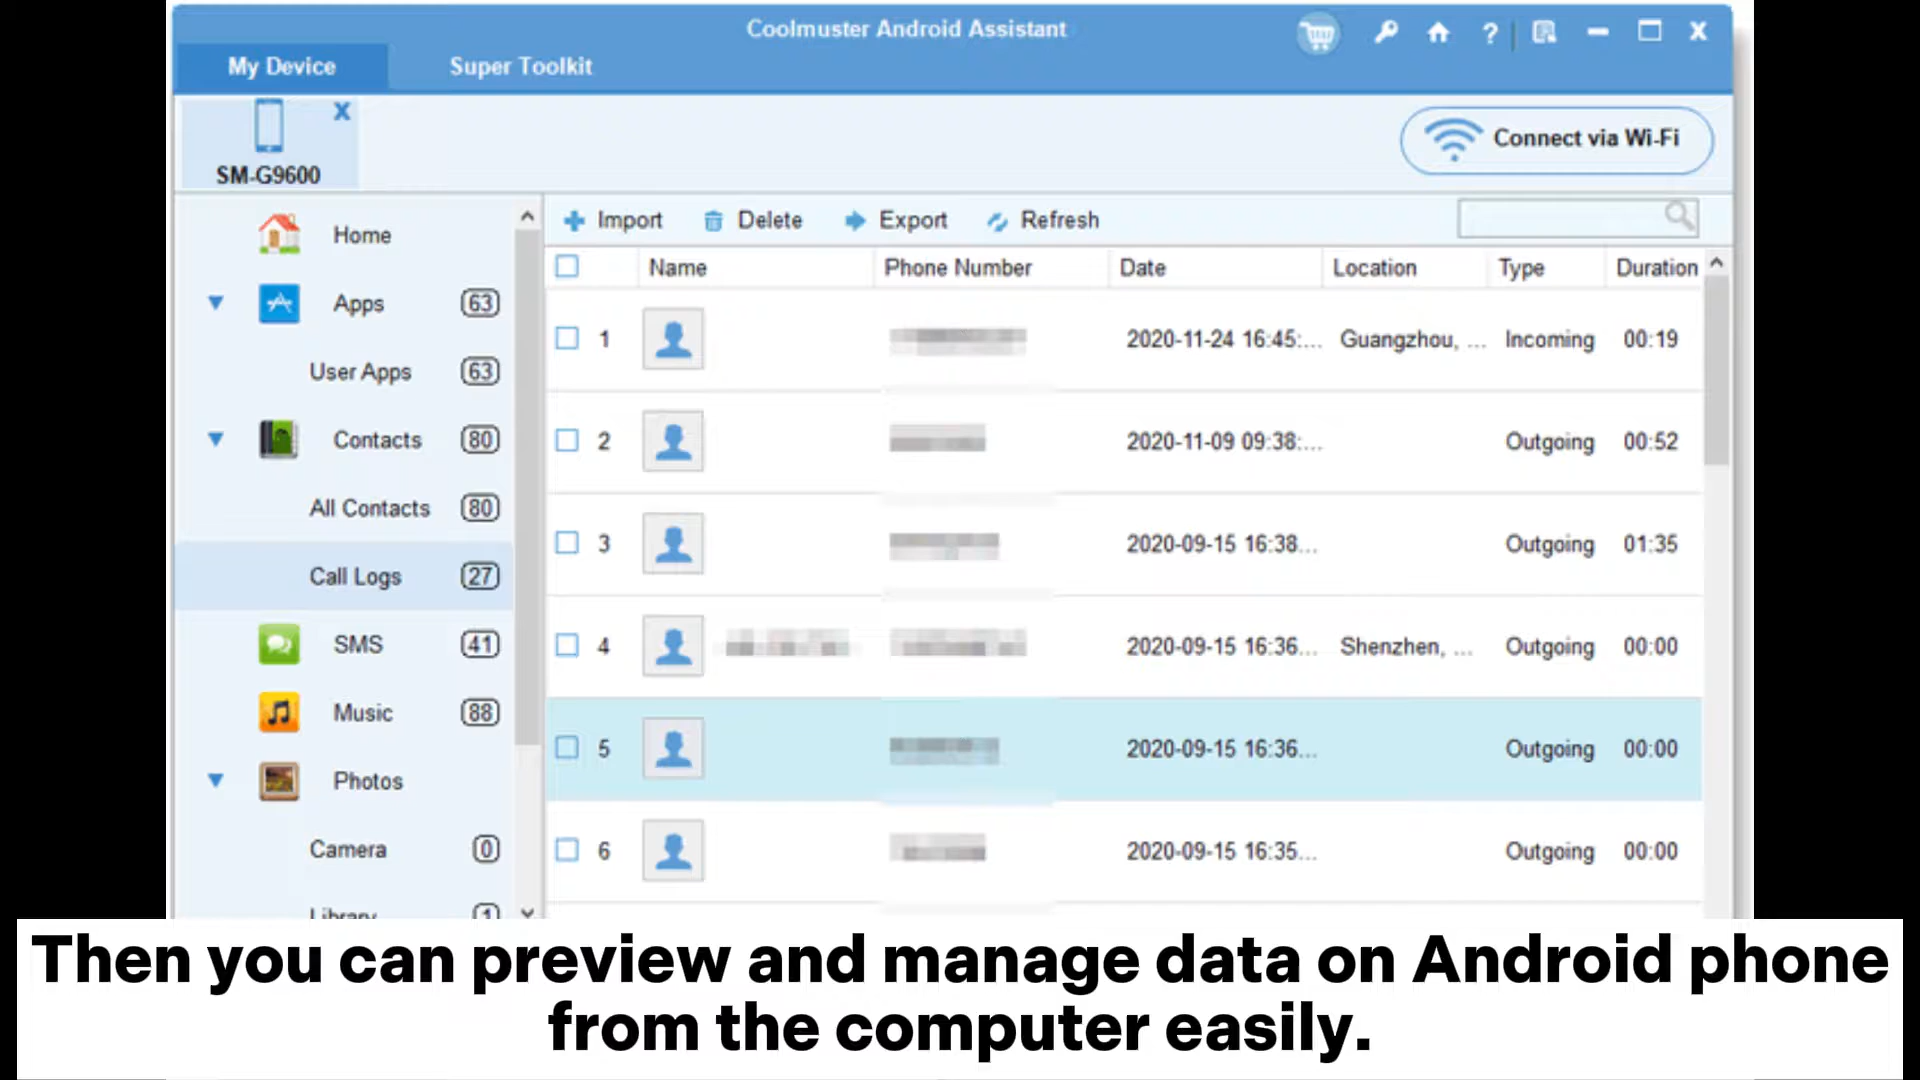 Coolmuster Android Assistant
?
My Device
Super Toolkit
SM-G9600
Connect via Wi-Fi
Import
Delete
Export
Refresh
Home
Apps 63
User Apps 63
Contacts 80
All Contacts 80
Call Logs 27
SMS 41
Music 88
Photos
Camera 0
Library 1
Name Phone Number Date Location Type Duration
1 2020-11-24 16:45:... Guangzhou, ... Incoming 00:19
2 2020-11-09 09:38:... Outgoing 00:52
3 2020-09-15 16:38... Outgoing 01:35
4 2020-09-15 16:36... Shenzhen, ... Outgoing 00:00
5 2020-09-15 16:36... Outgoing 00:00
6 2020-09-15 16:35... Outgoing 00:00
Then you can preview and manage data on Android phone
from the computer easily.